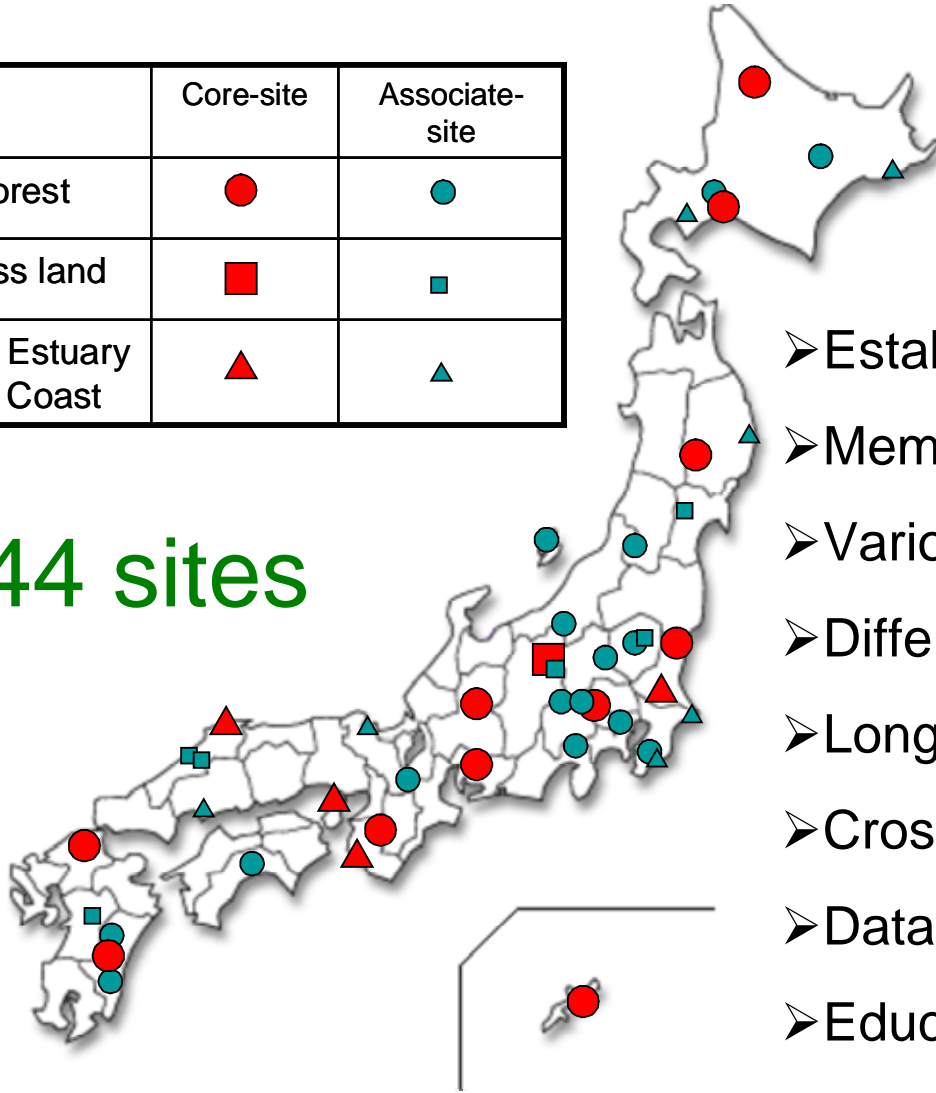 Core-site
Associate-
site
orest
ss land
Estuary
Coast
44 sites
➢Estal
➢Mem
➢Vario
➢Diffe
➢Long
➢Cros
➢Data
➢Educ